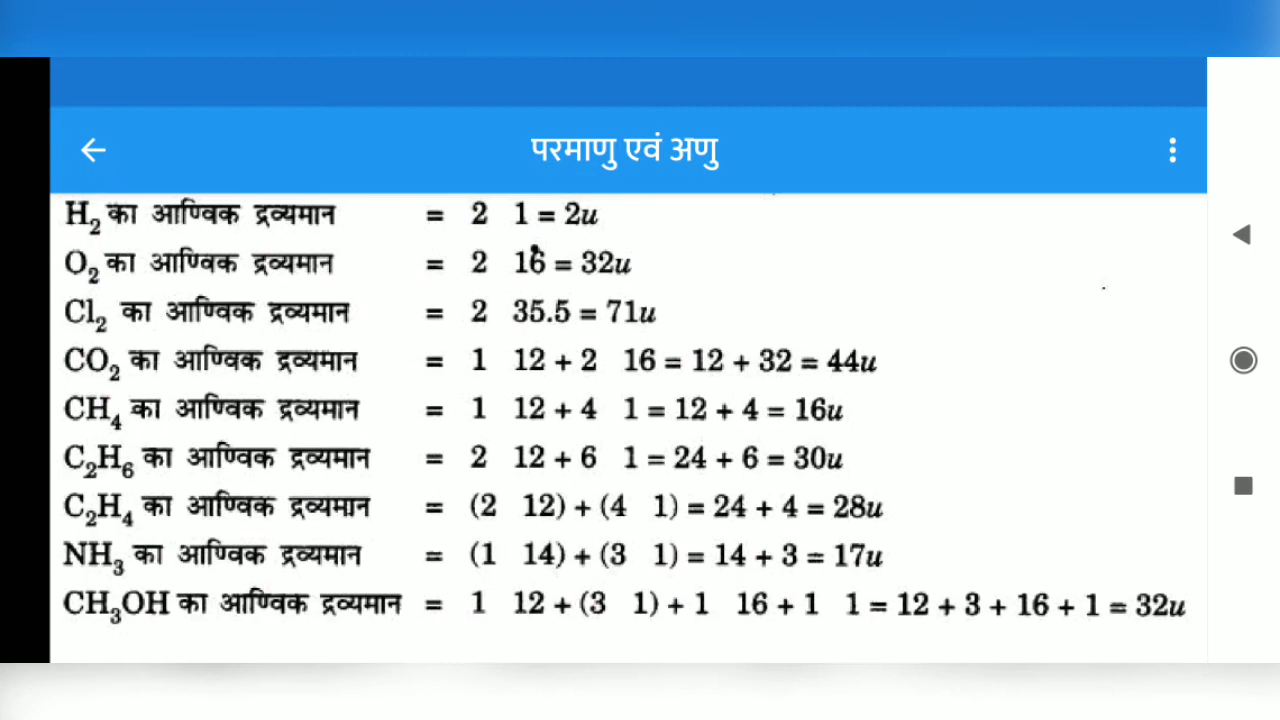 परमाणु एवं अणु
H₂ का आण्विक द्रव्यमान = 2 1 = 2u
O₂ का आण्विक द्रव्यमान = 2 16 = 32u
Cl₂ का आण्विक द्रव्यमान = 2 35.5 = 71u
CO₂ का आण्विक द्रव्यमान = 1 12 + 2 16 = 12 + 32 = 44u
CH₄ का आण्विक द्रव्यमान = 1 12 + 4 1 = 12 + 4 = 16u
C₂H₆ का आण्विक द्रव्यमान = 2 12 + 6 1 = 24 + 6 = 30u
C₂H₄ का आण्विक द्रव्यमान = (2 12) + (4 1) = 24 + 4 = 28u
NH₃ का आण्विक द्रव्यमान = (1 14) + (3 1) = 14 + 3 = 17u
CH₃OH का आण्विक द्रव्यमान = 1 12 + (3 1) + 1 16 + 1 1 = 12 + 3 + 16 + 1 = 32u